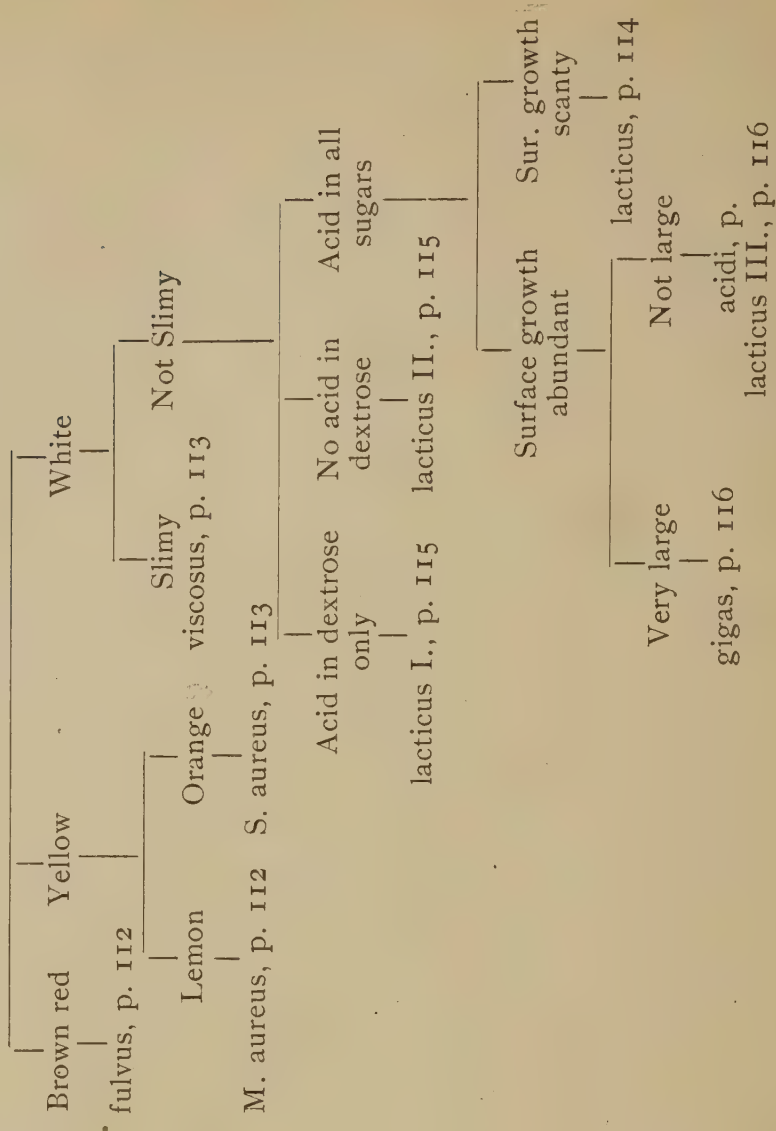 Brown red Yellow White
fulvus, p. 112
Lemon Orange Slimy Not Slimy
viscosus, p. 113
M. aureus, p. 112 S. aureus, p. 113
Acid in dextrose only No acid in dextrose Acid in all sugars
lacticus I., p. 115 lacticus II., p. 115
Surface growth abundant Sur. growth scanty
lacticus, p. 114
Very large Not large
gigas, p. 116 acidi, p.
lacticus III., p. 116